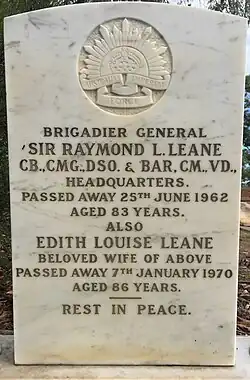 BRIGADIER GENERAL
'SIR RAYMOND L. LEANE
CB., CMG., DSO. & BAR, CM., VD.,
HEADQUARTERS.
PASSED AWAY 25TH JUNE 1962
AGED 83 YEARS.
ALSO
EDITH LOUISE LEANE
BELOVED WIFE OF ABOVE
PASSED AWAY 7TH JANUARY 1970
AGED 86 YEARS.
REST IN PEACE.